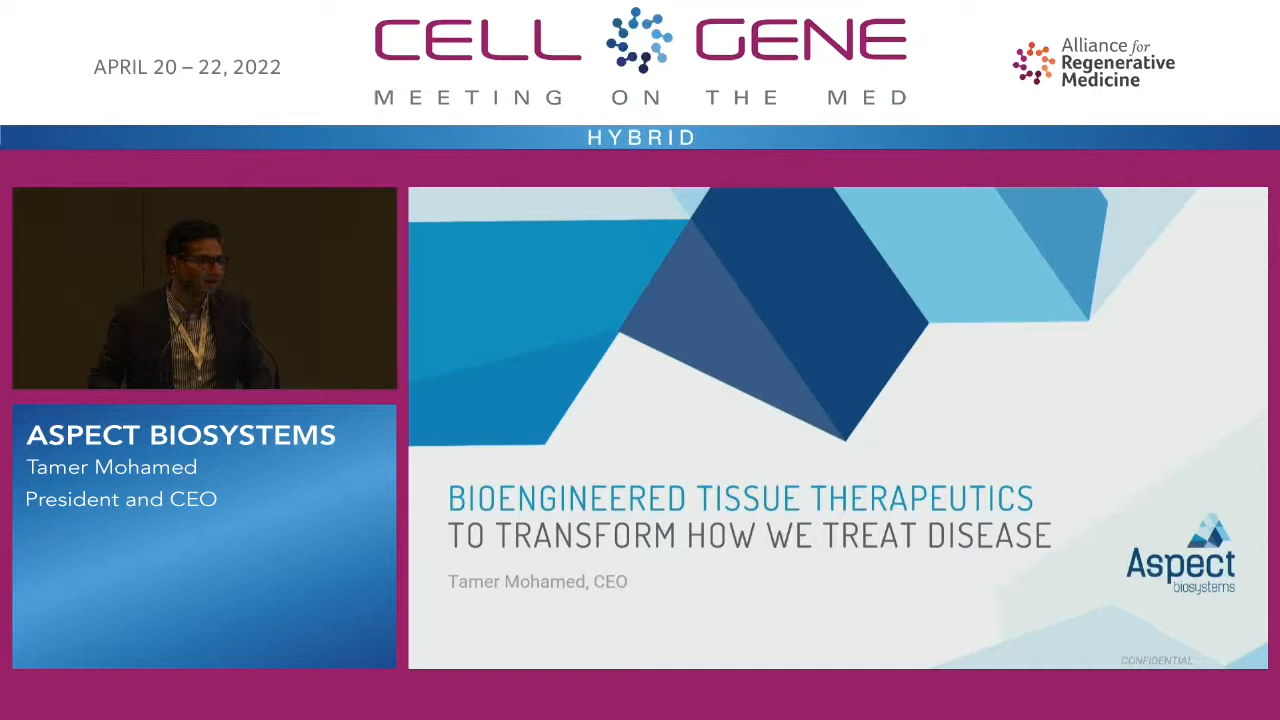 APRIL 20 – 22, 2022
CELL GENE
MEETING ON THE MED
Alliance for
Regenerative
Medicine
HYBRID
ASPECT BIOSYSTEMS
Tamer Mohamed
President and CEO
BIOENGINEERED TISSUE THERAPEUTICS
TO TRANSFORM HOW WE TREAT DISEASE
Tamer Mohamed, CEO
Aspect
biosystems
CONFIDENTIAL